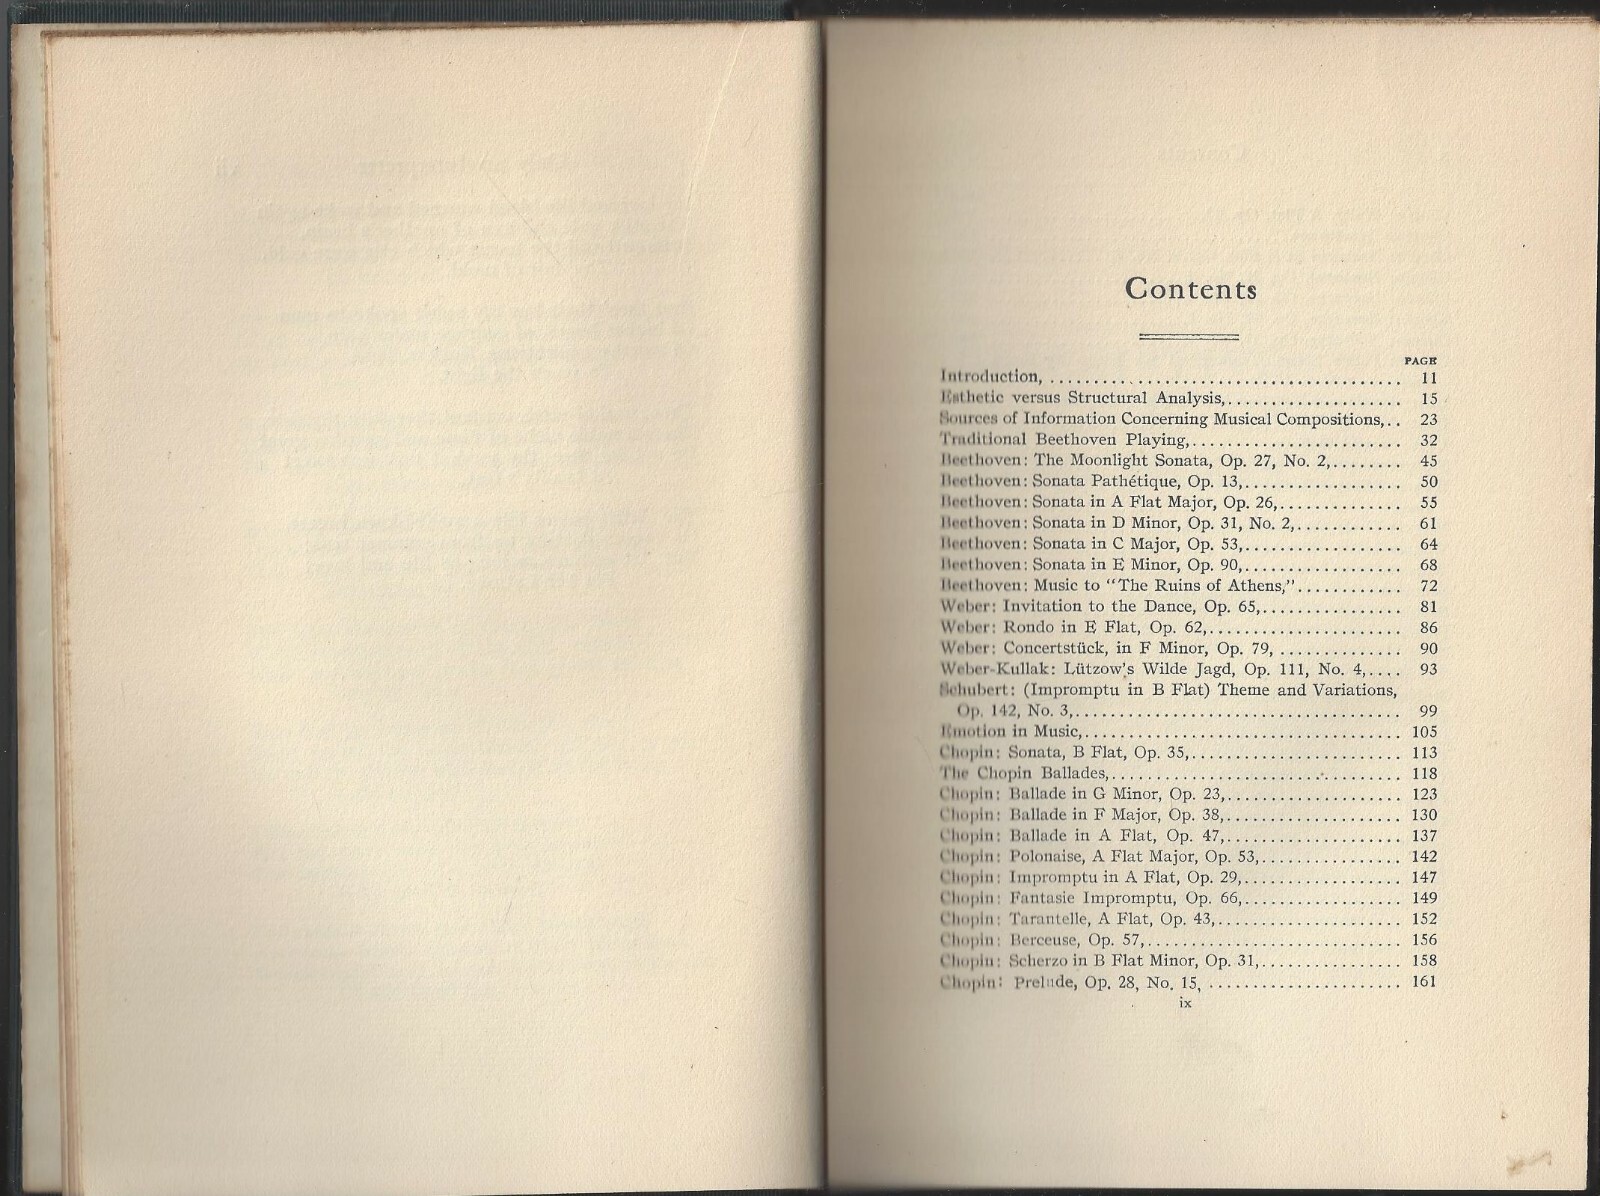 Contents
PAGE
Introduction, ........................................ 11
Esthetic versus Structural Analysis,.................... 15
Sources of Information Concerning Musical Compositions,.. 23
Traditional Beethoven Playing,........................ 32
Beethoven: The Moonlight Sonata, Op. 27, No. 2,........ 45
Beethoven: Sonata Pathétique, Op. 13,.................. 50
Beethoven: Sonata in A Flat Major, Op. 26,.............. 55
Beethoven: Sonata in D Minor, Op. 31, No. 2,............ 61
Beethoven: Sonata in C Major, Op. 53,.................. 64
Beethoven: Sonata in E Minor, Op. 90,.................. 68
Beethoven: Music to "The Ruins of Athens,"............ 72
Weber: Invitation to the Dance, Op. 65,................ 81
Weber: Rondo in E Flat, Op. 62,...................... 86
Weber: Concertstück, in F Minor, Op. 79, .............. 90
Weber-Kullak: Lützow's Wilde Jagd, Op. 111, No. 4,.... 93
Schubert: (Impromptu in B Flat) Theme and Variations,
Op. 142, No. 3,..................................... 99
Emotion in Music,.................................... 105
Chopin: Sonata, B Flat, Op. 35,........................ 113
The Chopin Ballades,................................. 118
Chopin: Ballade in G Minor, Op. 23,.................... 123
Chopin: Ballade in F Major, Op. 38,.................... 130
Chopin: Ballade in A Flat, Op. 47,.................... 137
Chopin: Polonaise, A Flat Major, Op. 53,................ 142
Chopin: Impromptu in A Flat, Op. 29,.................. 147
Chopin: Fantasie Impromptu, Op. 66,.................. 149
Chopin: Tarantelle, A Flat, Op. 43,..................... 152
Chopin: Berceuse, Op. 57,............................. 156
Chopin: Scherzo in B Flat Minor, Op. 31,................ 158
Chopin: Prelude, Op. 28, No. 15, ...................... 161
ix